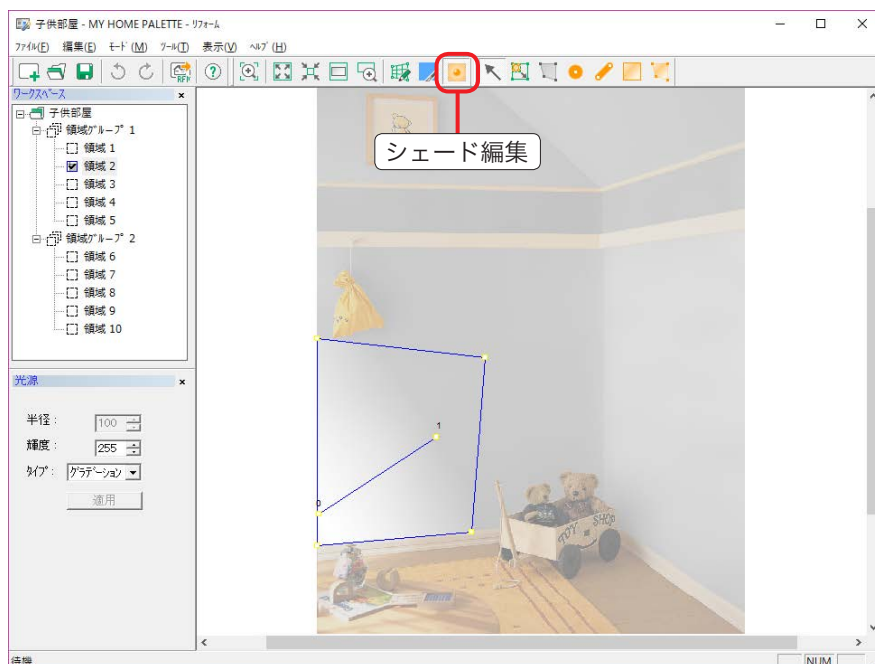 子供部屋 - MY HOME PALETTE - リフォーム
ファイル(F) 編集(E) モード(M) ツール(T) 表示(V) ヘルプ(H)
RFP
シェード編集
ワークスペース
子供部屋
領域グループ 1
領域 1
領域 2
領域 3
領域 4
領域 5
領域グループ 2
領域 6
領域 7
領域 8
領域 9
領域 10
光源
半径 : 100
輝度 : 255
タイプ : グラデーション
適用
1
0
TOY SHOP
待機
NUM